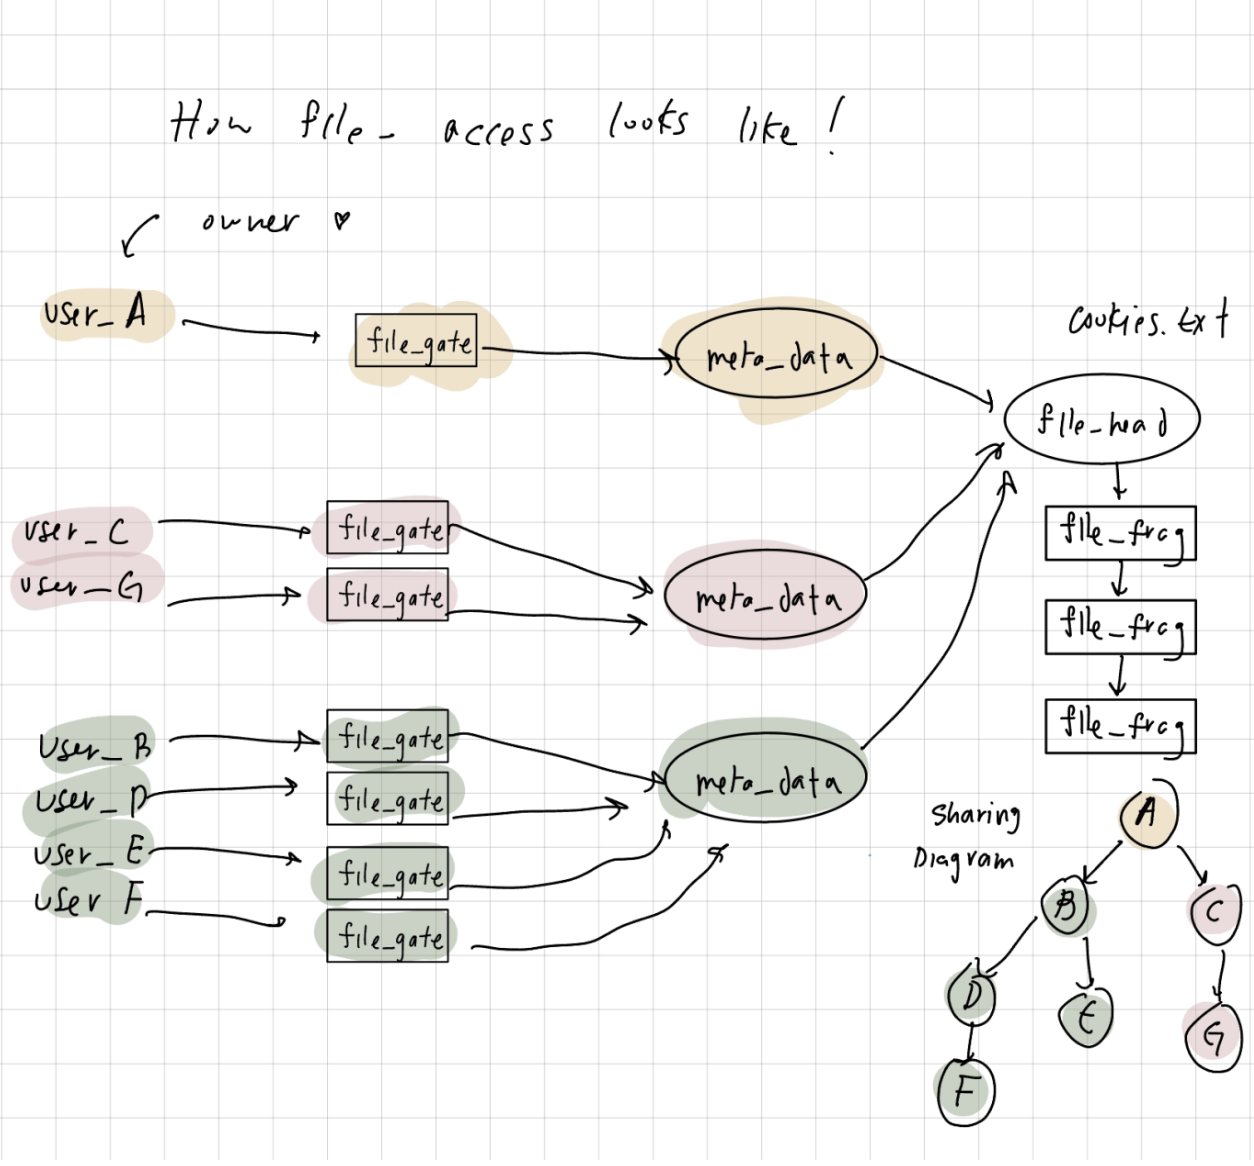 How file_ access looks like!
owner ♥
user_A
file_gate
meta_data
cookies.txt
file_head
user_C
file_gate
user_G
file_gate
meta_data
file_frag
file_frag
file_frag
user_B
file_gate
user_D
file_gate
user_E
file_gate
user F
file_gate
meta_data
Sharing
Diagram
A
B
C
D
E
G
F